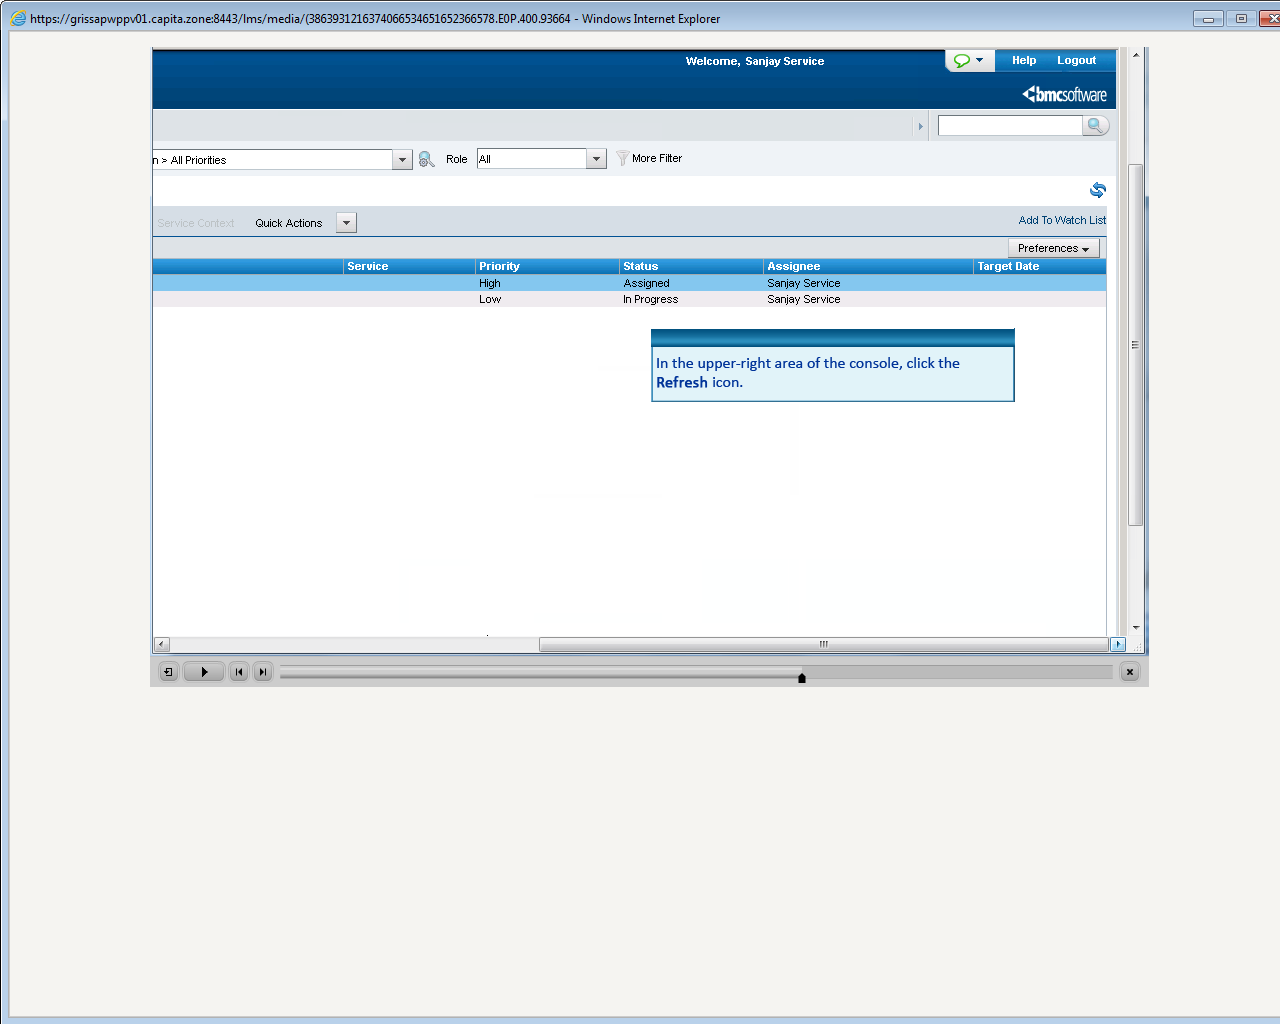 https://grissapwppv01.capita.zone:8443/lms/media/(3863931216374066534651652366578.E0P.400.93664 - Windows Internet Explorer
Welcome, Sanjay Service
Help
Logout
bmcsoftware
n > All Priorities
Role
All
More Filter
Service Context
Quick Actions
Add To Watch List
Preferences
Service Priority Status Assignee Target Date
High Assigned Sanjay Service
Low In Progress Sanjay Service
In the upper-right area of the console, click the
Refresh icon.